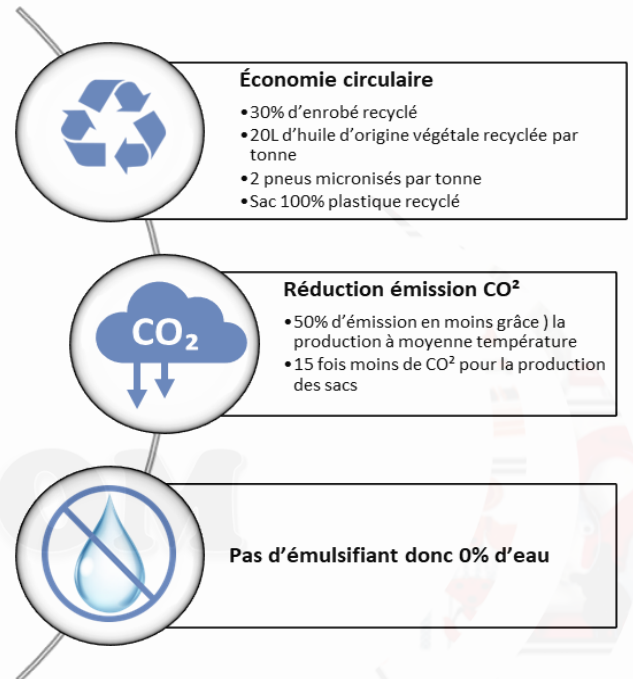 Économie circulaire
•30% d’enrobé recyclé
•20L d’huile d’origine végétale recyclée par
tonne
•2 pneus micronisés par tonne
•Sac 100% plastique recyclé
Réduction émission CO²
•50% d’émission en moins grâce ) la
production à moyenne température
•15 fois moins de CO² pour la production
des sacs
CO₂
Pas d’émulsifiant donc 0% d’eau
OM